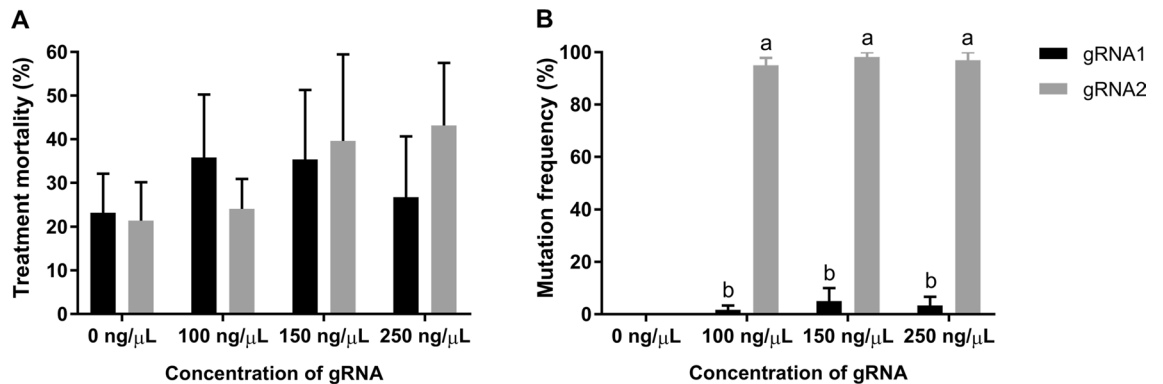 A
Treatment mortality (%)
60
50
40
30
20
10
0
0 ng/μL 100 ng/μL 150 ng/μL 250 ng/μL
Concentration of gRNA
B
Mutation frequency (%)
100
80
60
40
20
0
a a a
b b b
0 ng/μL 100 ng/μL 150 ng/μL 250 ng/μL
Concentration of gRNA
gRNA1
gRNA2